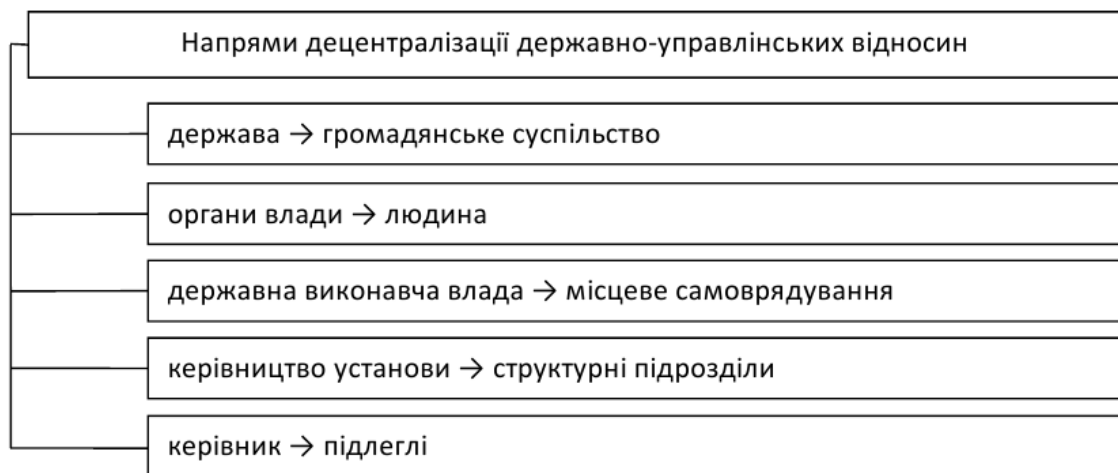 Напрями децентралізації державно-управлінських відносин
держава → громадянське суспільство
органи влади → людина
державна виконавча влада → місцеве самоврядування
керівництво установи → структурні підрозділи
керівник → підлеглі